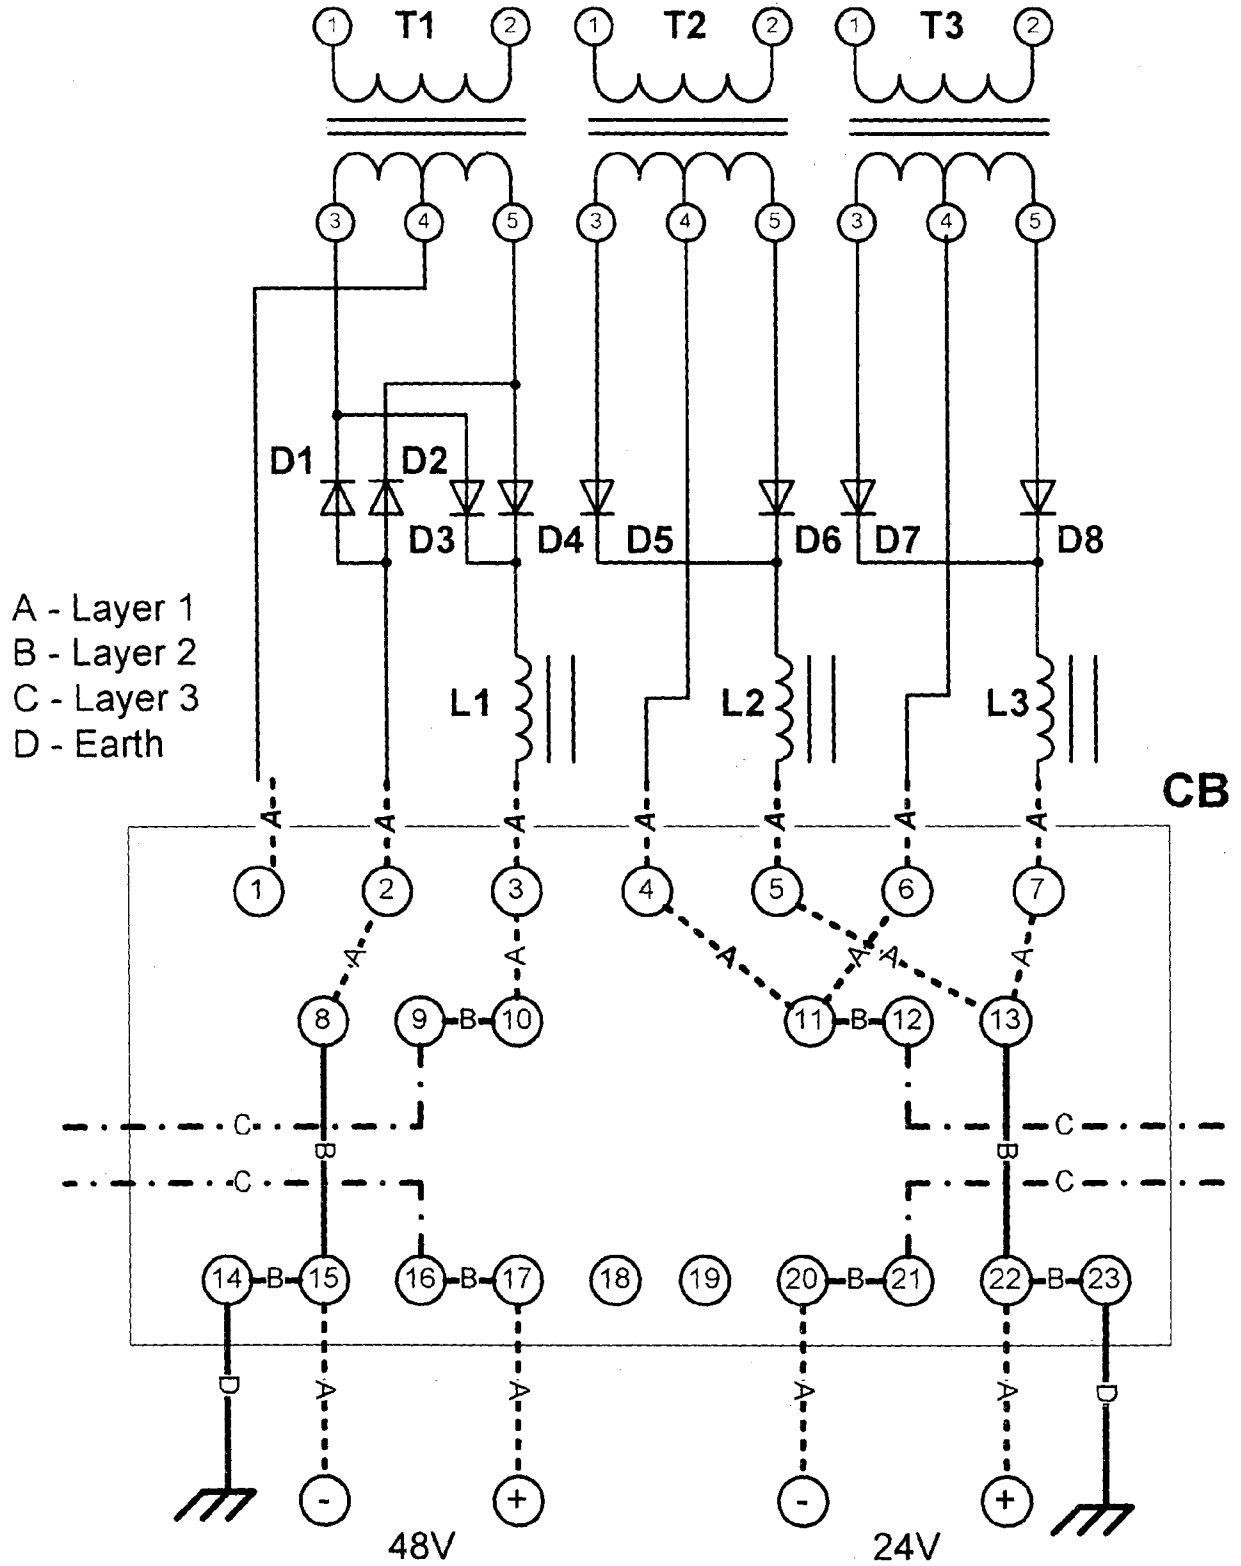 1 T1 2 1 T2 2 1 T3 2
3 4 5 3 4 5 3 4 5
D1 D2
D3 D4 D5 D6 D7 D8
A - Layer 1
B - Layer 2
C - Layer 3
D - Earth
L1 L2 L3
CB
A A A A A A A
1 2 3 4 5 6 7
A A A A A A
8 9 B 10 11 B 12 13
C C
B B
C C
14 B 15 16 B 17 18 19 20 B 21 22 B 23
D A A A A D
- + - +
48V 24V